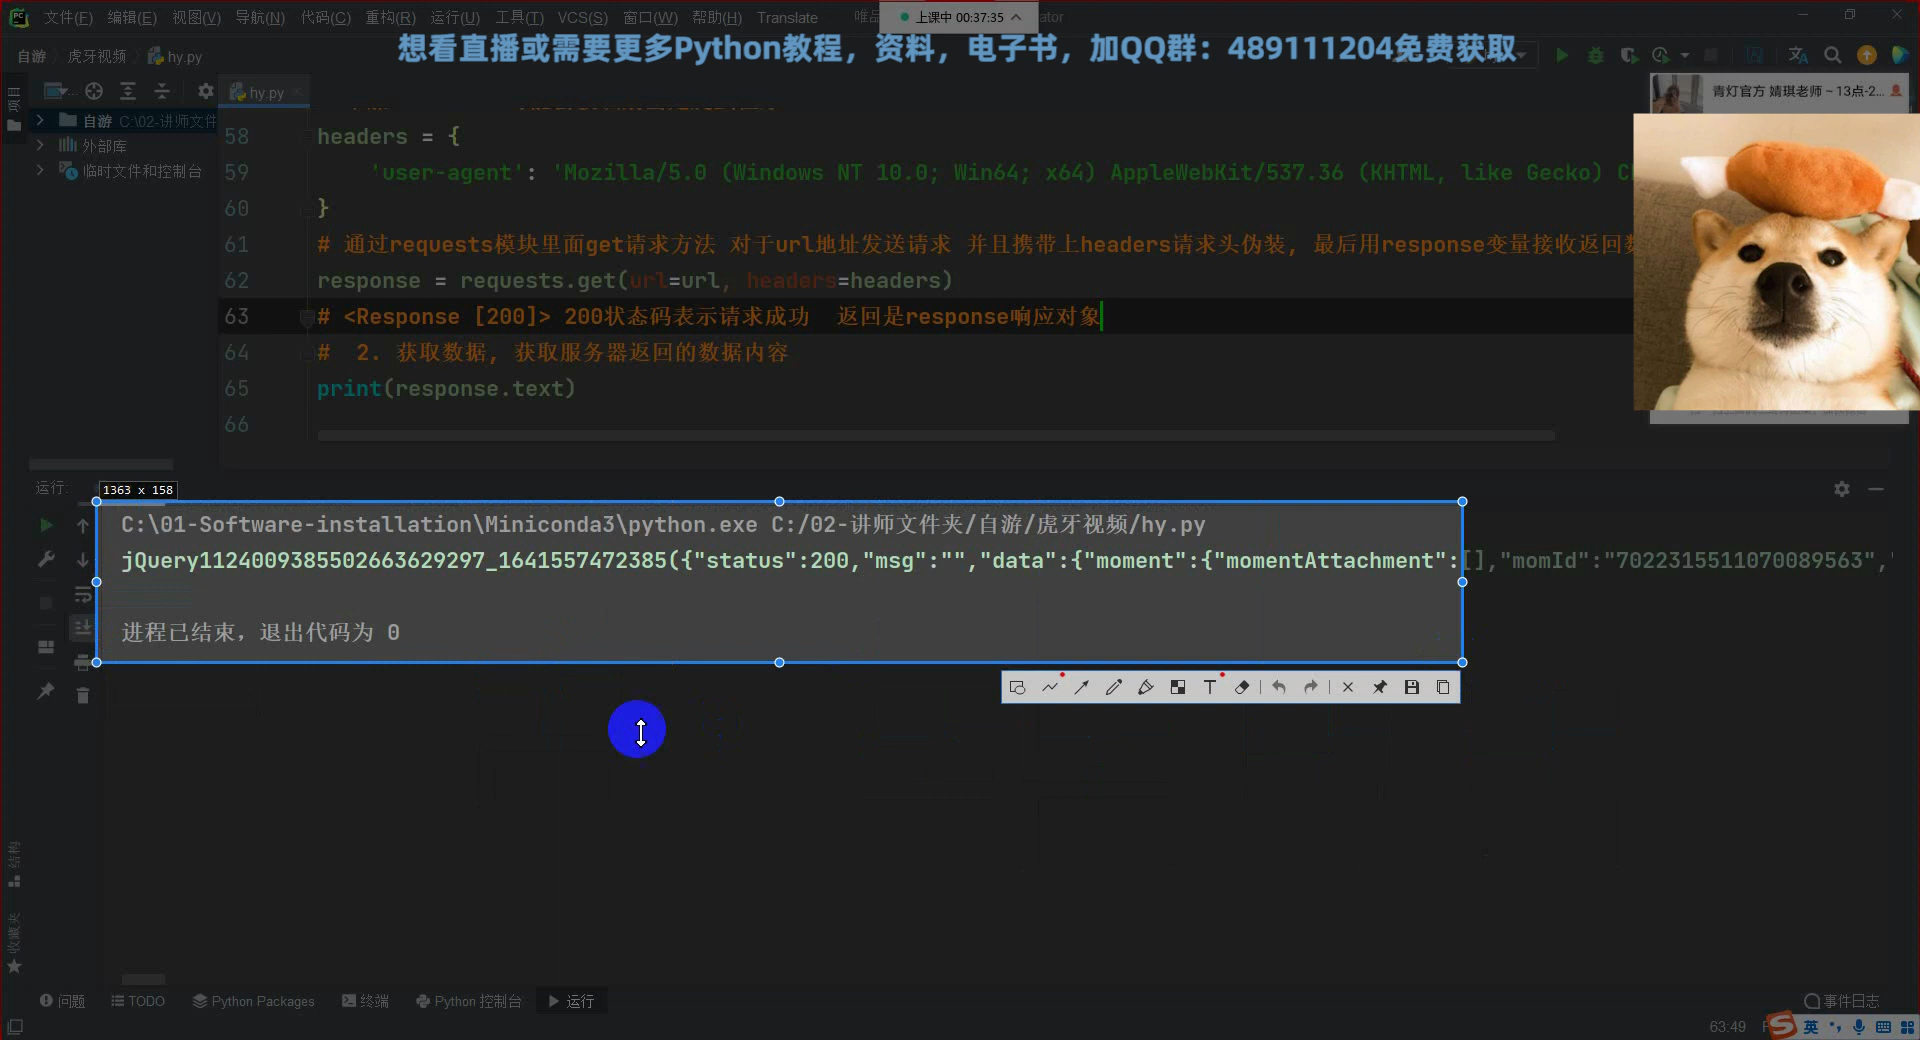 文件(F) 编辑(E) 视图(V) 导航(N) 代码(C) 重构(R) 运行(U) 工具(T) VCS(S) 窗口(W) 帮助(H) Translate
上课中 00:37:35
想看直播或需要更多Python教程，资料，电子书，加QQ群：489111204免费获取
自游 虎牙视频 hy.py
青灯官方 婧琪老师 ~ 13点-2...
项目
hy.py
自游 C:\02-讲师文件
外部库
临时文件和控制台
58 headers = {
59 'user-agent': 'Mozilla/5.0 (Windows NT 10.0; Win64; x64) AppleWebKit/537.36 (KHTML, like Gecko) C
60 }
61 # 通过requests模块里面get请求方法 对于url地址发送请求 并且携带上headers请求头伪装, 最后用response变量接收返回
62 response = requests.get(url=url, headers=headers)
63 # <Response [200]> 200状态码表示请求成功 返回是response响应对象
64 # 2. 获取数据, 获取服务器返回的数据内容
65 print(response.text)
66
运行:
1363 x 158
C:\01-Software-installation\Miniconda3\python.exe C:/02-讲师文件夹/自游/虎牙视频/hy.py
jQuery1124009385502663629297_1641557472385({"status":200,"msg":"","data":{"moment":{"momentAttachment":[],"momId":"7022315511070089563",
进程已结束，退出代码为 0
结构
收藏夹
问题 TODO Python Packages 终端 Python 控制台 运行 事件日志
63:49
英